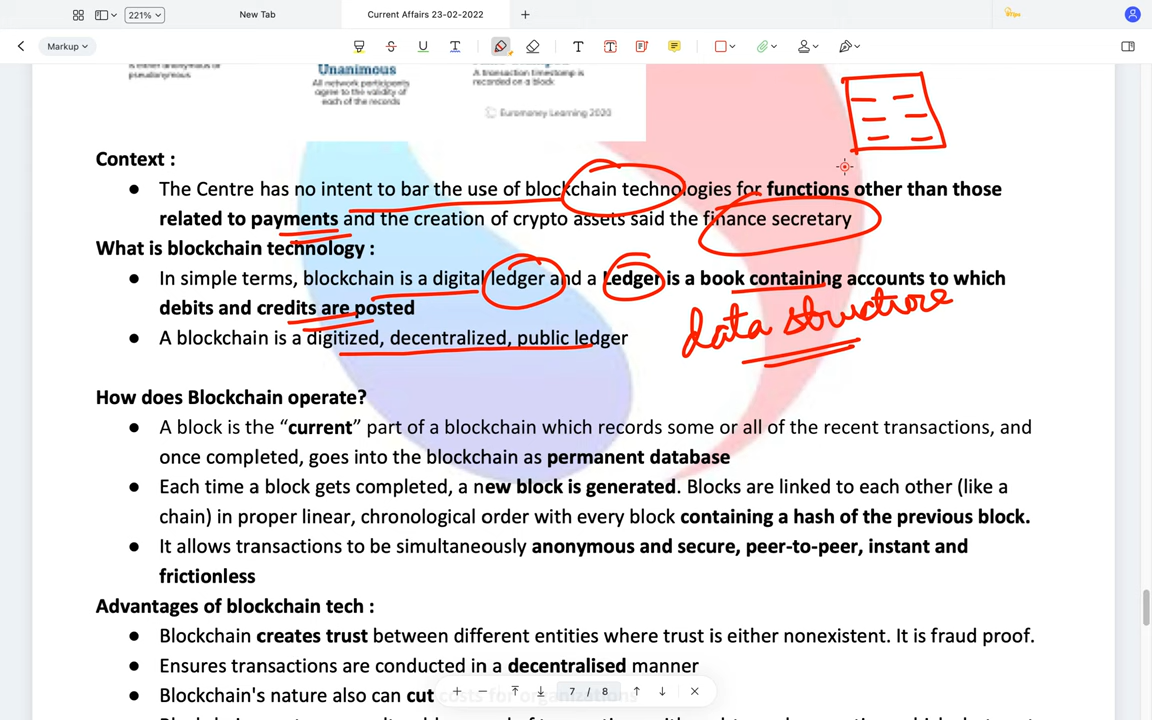 221%
New Tab
Current Affairs 23-02-2022
Markup
is either anonymous or
pseudonymous
Unanimous
All network participants
agree to the validity of
each of the records
A transaction timestamp is
recorded on a block
Euromoney Learning 2020
Context :
● The Centre has no intent to bar the use of blockchain technologies for functions other than those
related to payments and the creation of crypto assets said the finance secretary
What is blockchain technology :
● In simple terms, blockchain is a digital ledger and a Ledger is a book containing accounts to which
debits and credits are posted
data structure
● A blockchain is a digitized, decentralized, public ledger
How does Blockchain operate?
● A block is the “current” part of a blockchain which records some or all of the recent transactions, and
once completed, goes into the blockchain as permanent database
● Each time a block gets completed, a new block is generated. Blocks are linked to each other (like a
chain) in proper linear, chronological order with every block containing a hash of the previous block.
● It allows transactions to be simultaneously anonymous and secure, peer-to-peer, instant and
frictionless
Advantages of blockchain tech :
● Blockchain creates trust between different entities where trust is either nonexistent. It is fraud proof.
● Ensures transactions are conducted in a decentralised manner
● Blockchain's nature also can cut costs for organizations
7 / 8